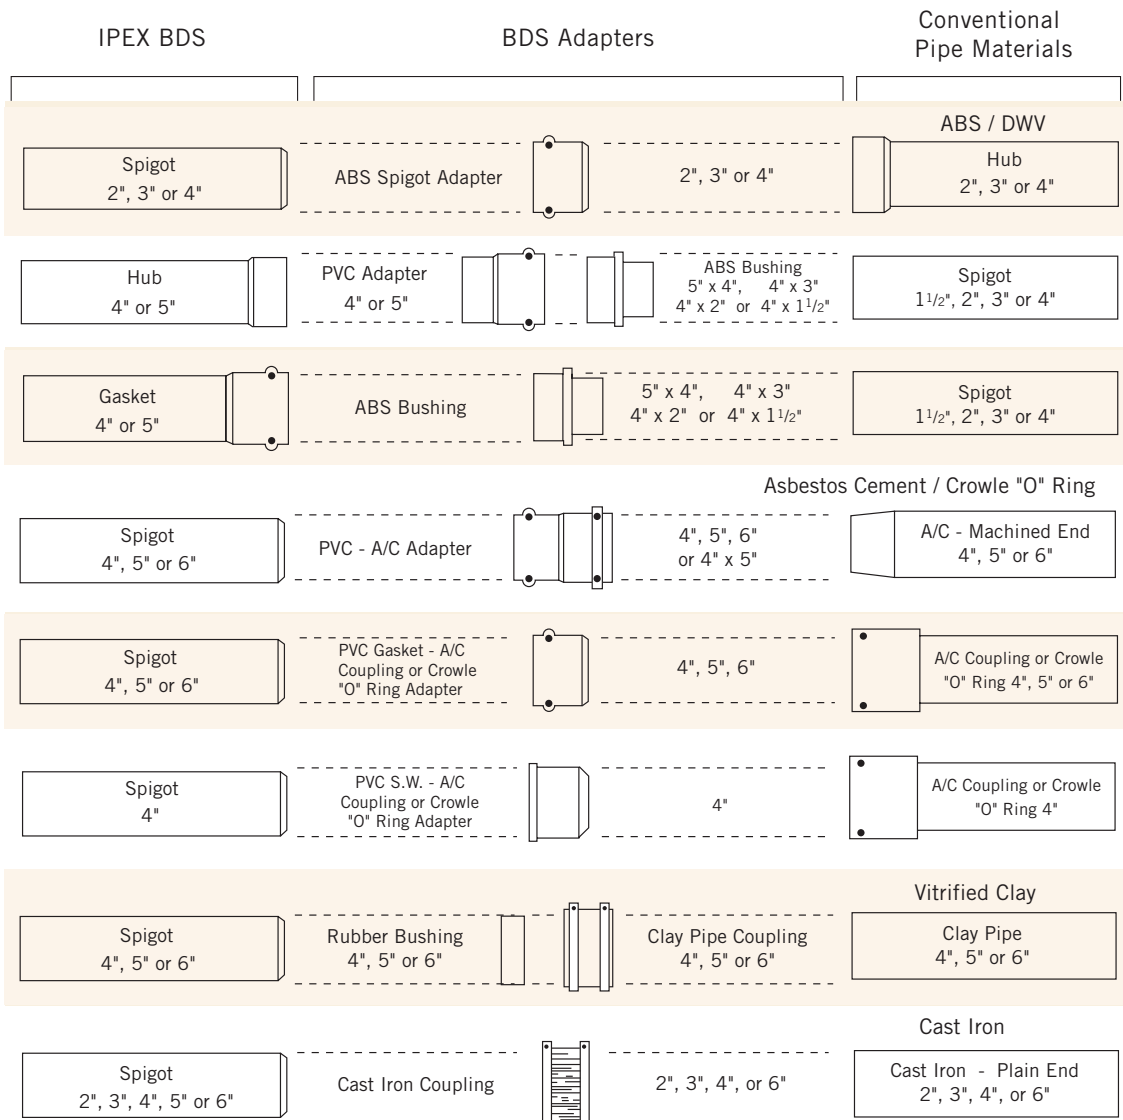 IPEX BDS
BDS Adapters
Conventional
Pipe Materials
ABS / DWV
Spigot
2", 3" or 4"
ABS Spigot Adapter
2", 3" or 4"
Hub
2", 3" or 4"
Hub
4" or 5"
PVC Adapter
4" or 5"
ABS Bushing
5" x 4", 4" x 3"
4" x 2" or 4" x 1 1/2"
Spigot
1 1/2", 2", 3" or 4"
Gasket
4" or 5"
ABS Bushing
5" x 4", 4" x 3"
4" x 2" or 4" x 1 1/2"
Spigot
1 1/2", 2", 3" or 4"
Asbestos Cement / Crowle "O" Ring
Spigot
4", 5" or 6"
PVC - A/C Adapter
4", 5", 6"
or 4" x 5"
A/C - Machined End
4", 5" or 6"
Spigot
4", 5" or 6"
PVC Gasket - A/C
Coupling or Crowle
"O" Ring Adapter
4", 5", 6"
A/C Coupling or Crowle
"O" Ring 4", 5" or 6"
Spigot
4"
PVC S.W. - A/C
Coupling or Crowle
"O" Ring Adapter
4"
A/C Coupling or Crowle
"O" Ring 4"
Vitrified Clay
Spigot
4", 5" or 6"
Rubber Bushing
4", 5" or 6"
Clay Pipe Coupling
4", 5" or 6"
Clay Pipe
4", 5" or 6"
Cast Iron
Spigot
2", 3", 4", 5" or 6"
Cast Iron Coupling
2", 3", 4", or 6"
Cast Iron - Plain End
2", 3", 4", or 6"